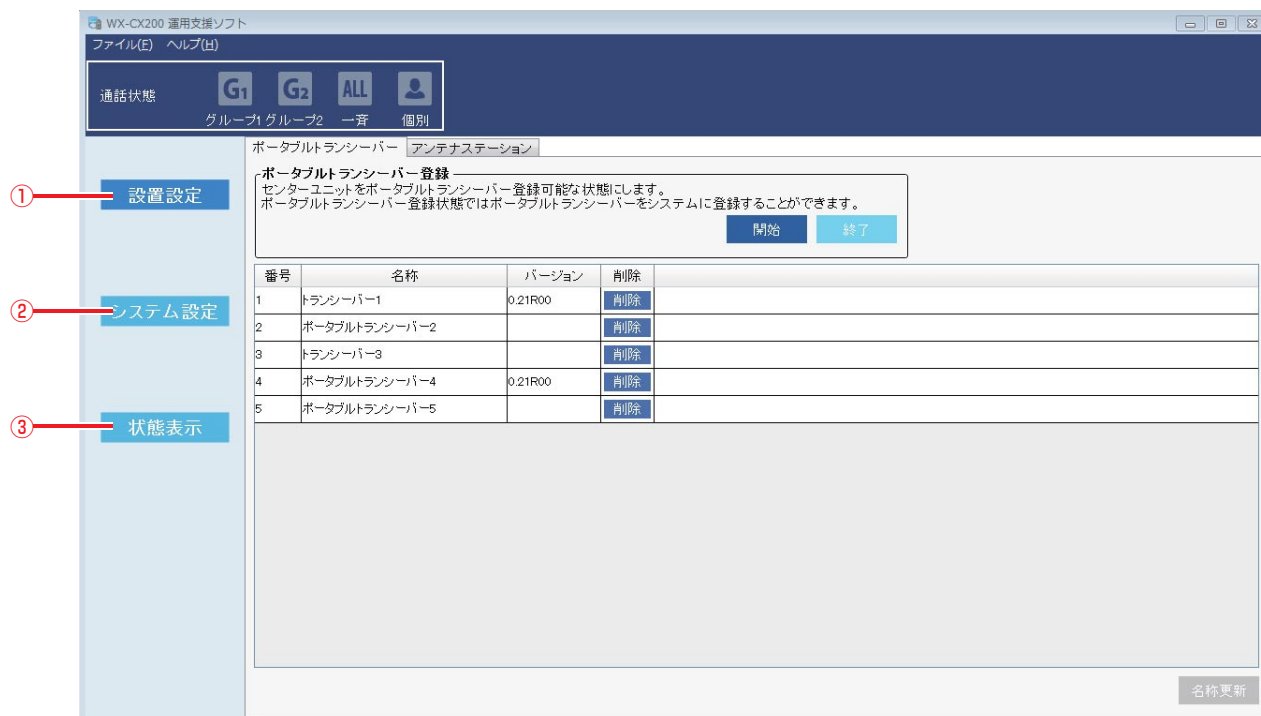 WX-CX200 運用支援ソフト
ファイル(F) ヘルプ(H)
通話状態
G1 G2 ALL
グループ1 グループ2 一斉 個別
ポータブルトランシーバー アンテナステーション
① 設置設定
② システム設定
③ 状態表示
ポータブルトランシーバー登録
センターユニットをポータブルトランシーバー登録可能な状態にします。
ポータブルトランシーバー登録状態ではポータブルトランシーバーをシステムに登録することができます。
開始 終了
番号 名称 バージョン 削除
1 トランシーバー1 0.21R00 削除
2 ポータブルトランシーバー2 削除
3 トランシーバー3 削除
4 ポータブルトランシーバー4 0.21R00 削除
5 ポータブルトランシーバー5 削除
名称更新